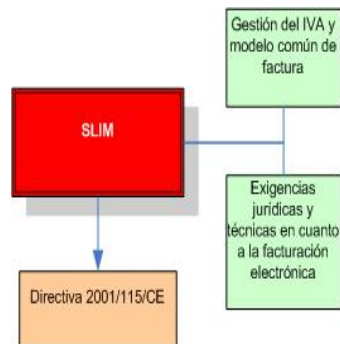 Gestión del IVA y
modelo común de
factura
SLIM
Exigencias
jurídicas y
técnicas en cuanto
a la facturación
electrónica
Directiva 2001/115/CE